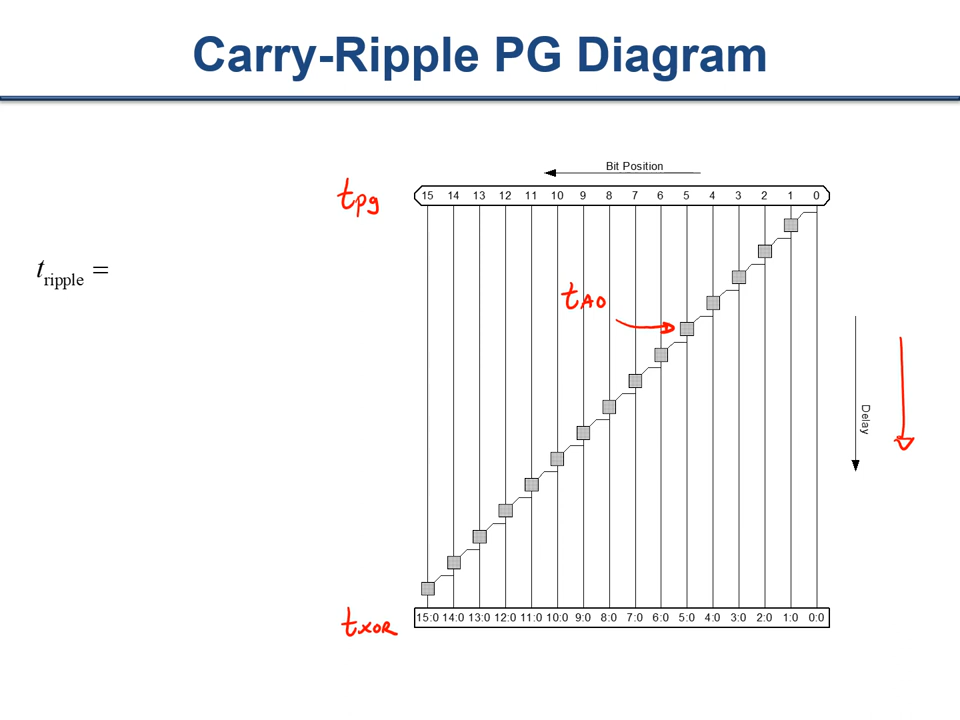 Carry-Ripple PG Diagram
Bit Position
tpg
15 14 13 12 11 10 9 8 7 6 5 4 3 2 1 0
tripple =
tAO
Delay
15:0 14:0 13:0 12:0 11:0 10:0 9:0 8:0 7:0 6:0 5:0 4:0 3:0 2:0 1:0 0:0
txOR